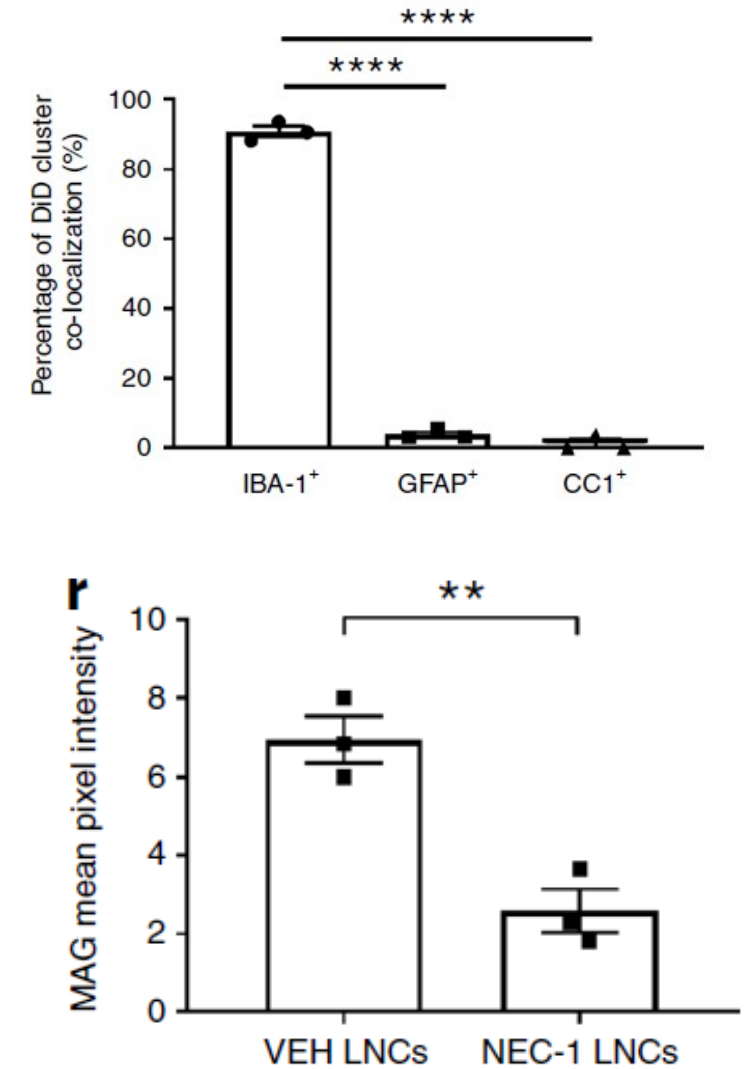 ****
****
Percentage of DiD cluster
co-localization (%)
100
80
60
40
20
0
IBA-1⁺
GFAP⁺
CC1⁺
r
**
MAG mean pixel intensity
10
8
6
4
2
0
VEH LNCs
NEC-1 LNCs